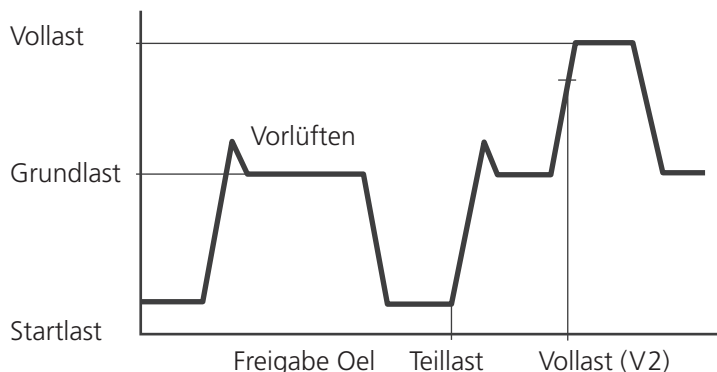 Vollast
Vorlüften
Grundlast
Startlast
Freigabe Oel
Teillast
Vollast (V2)